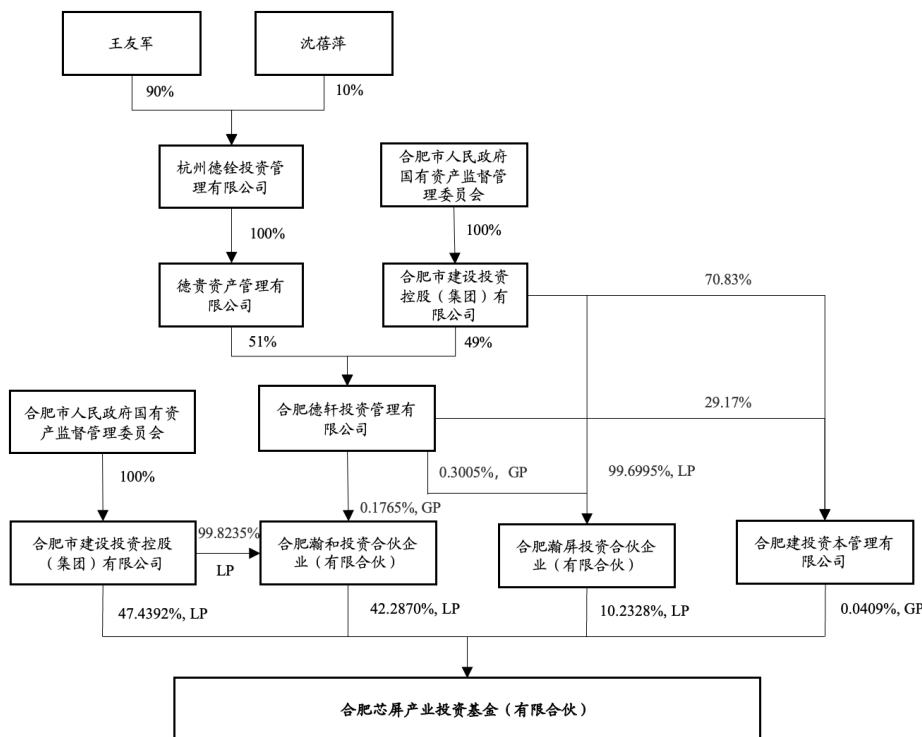 王友军
沈蓓萍
90%
10%
杭州德铨投资管
理有限公司
合肥市人民政府
国有资产监督管
理委员会
100%
100%
德贵资产管理有
限公司
合肥市建设投资
控股（集团）有
限公司
70.83%
51%
49%
合肥市人民政府国有资
产监督管理委员会
合肥德轩投资管理有
限公司
29.17%
100%
0.3005%，GP
99.6995%, LP
0.1765%, GP
合肥市建设投资控股
（集团）有限公司
99.8235%
LP
合肥瀚和投资合伙企
业（有限合伙）
合肥瀚屏投资合伙企
业（有限合伙）
合肥建投资本管理有
限公司
47.4392%, LP
42.2870%, LP
10.2328%, LP
0.0409%, GP
合肥芯屏产业投资基金（有限合伙）